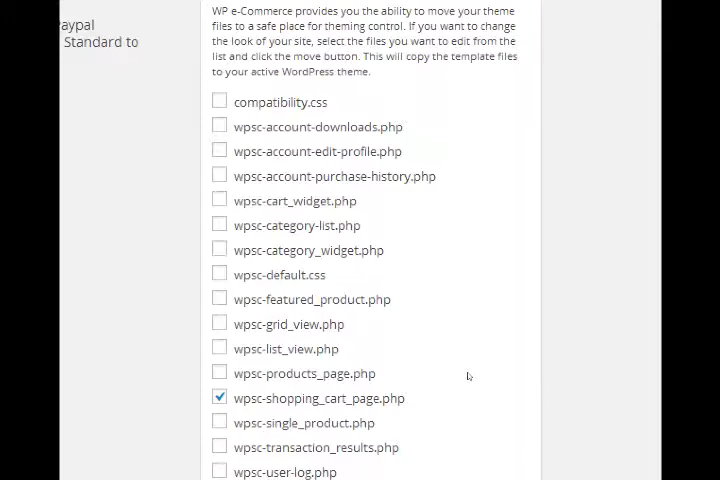 WP e-Commerce provides you the ability to move your theme
files to a safe place for theming control. If you want to change
the look of your site, select the files you want to edit from the
list and click the move button. This will copy the template files
to your active WordPress theme.
Paypal
Standard to
compatibility.css
wpsc-account-downloads.php
wpsc-account-edit-profile.php
wpsc-account-purchase-history.php
wpsc-cart_widget.php
wpsc-category-list.php
wpsc-category_widget.php
wpsc-default.css
wpsc-featured_product.php
wpsc-grid_view.php
wpsc-list_view.php
wpsc-products_page.php
wpsc-shopping_cart_page.php
wpsc-single_product.php
wpsc-transaction_results.php
wpsc-user-log.php